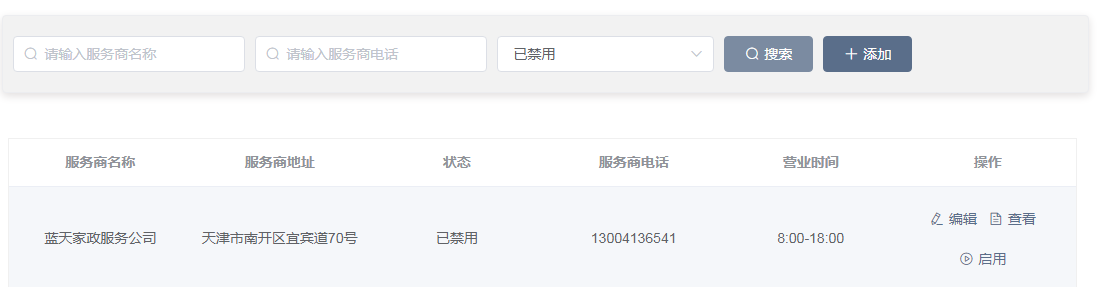 请输入服务商名称 请输入服务商电话 已禁用 搜索 添加
服务商名称 服务商地址 状态 服务商电话 营业时间 操作
编辑 查看
蓝天家政服务公司 天津市南开区宜宾道70号 已禁用 13004136541 8:00-18:00
启用